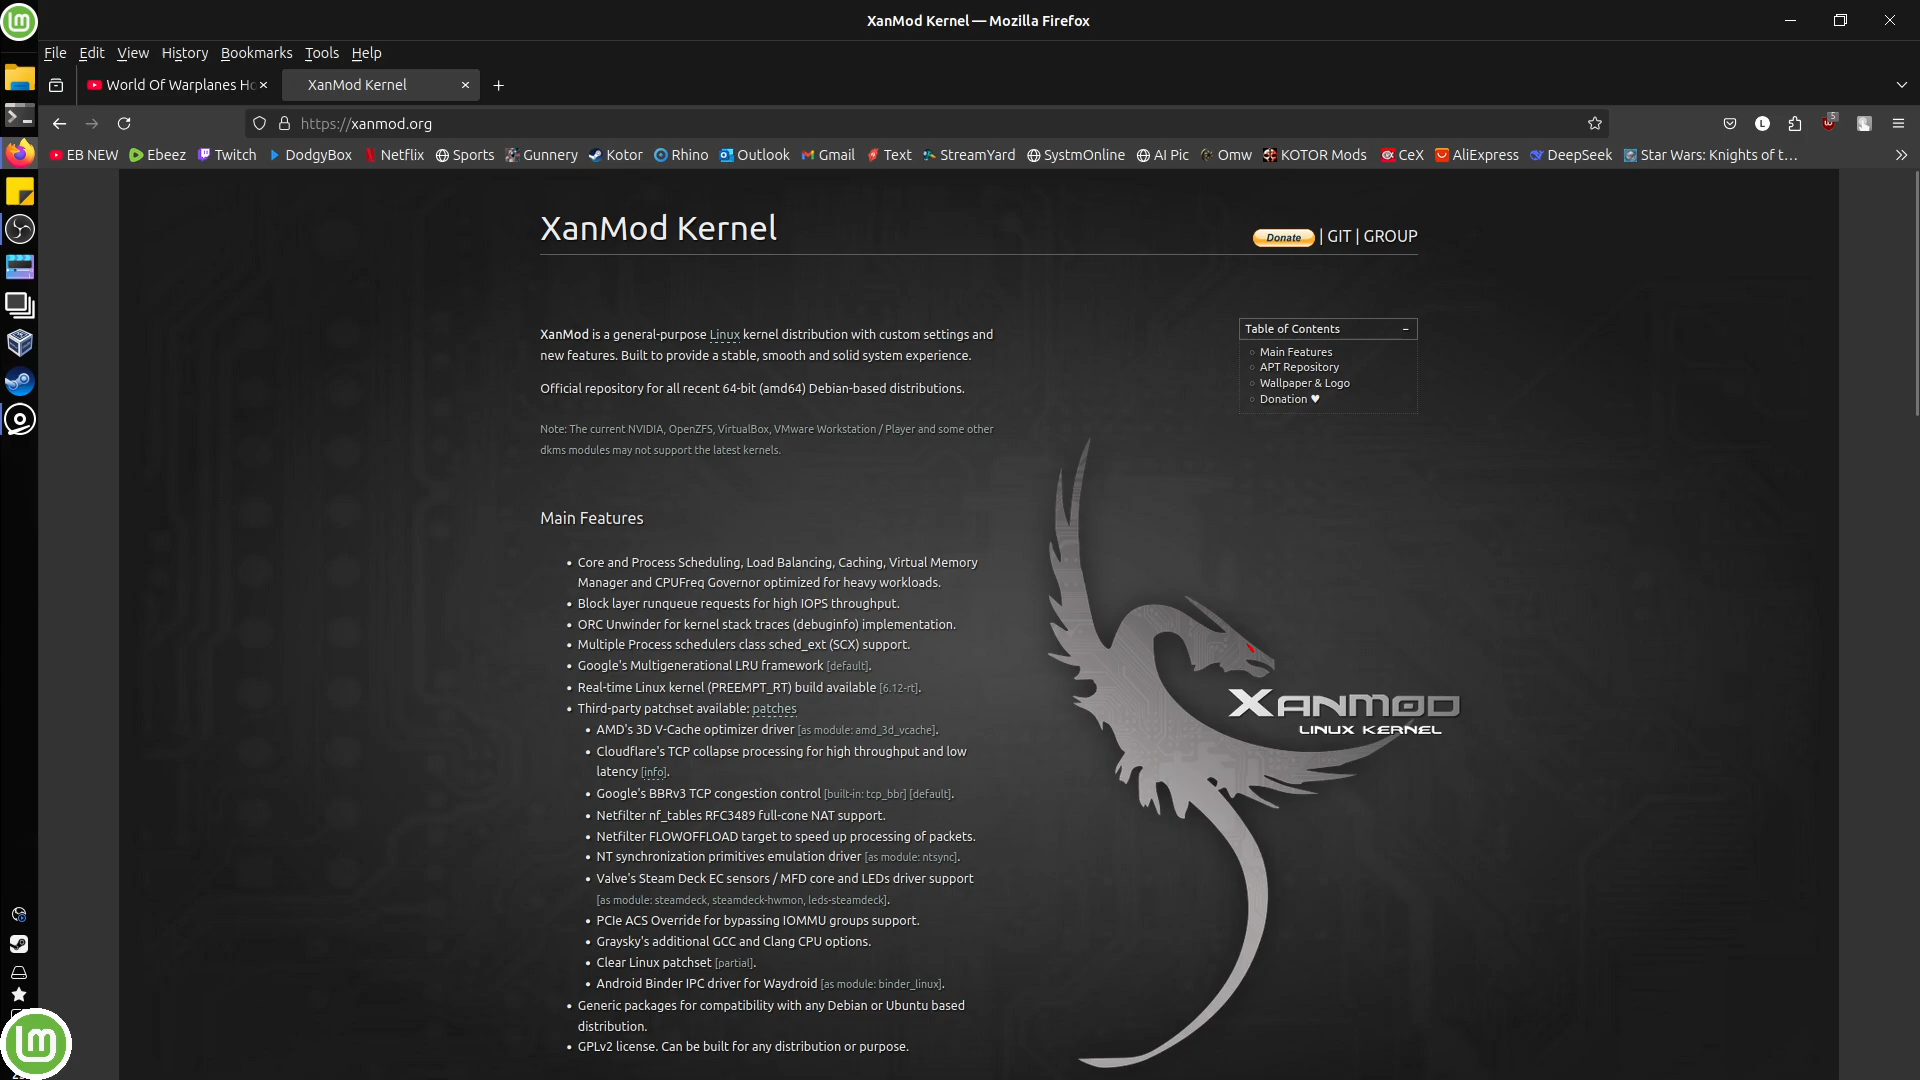 XanMod Kernel — Mozilla Firefox
File Edit View History Bookmarks Tools Help
World Of Warplanes Ho
XanMod Kernel
https://xanmod.org
L
5
EB NEW Ebeez Twitch DodgyBox Netflix Sports Gunnery Kotor Rhino Outlook Gmail Text StreamYard SystmOnline AI Pic Omw KOTOR Mods CeX AliExpress DeepSeek Star Wars: Knights of t…
XanMod Kernel
Donate | GIT | GROUP
XanMod is a general-purpose Linux kernel distribution with custom settings and
new features. Built to provide a stable, smooth and solid system experience.
Official repository for all recent 64-bit (amd64) Debian-based distributions.
Note: The current NVIDIA, OpenZFS, VirtualBox, VMware Workstation / Player and some other
dkms modules may not support the latest kernels.
Table of Contents –
Main Features
APT Repository
Wallpaper & Logo
Donation ♥
Main Features
• Core and Process Scheduling, Load Balancing, Caching, Virtual Memory
Manager and CPUFreq Governor optimized for heavy workloads.
• Block layer runqueue requests for high IOPS throughput.
• ORC Unwinder for kernel stack traces (debuginfo) implementation.
• Multiple Process schedulers class sched_ext (SCX) support.
• Google's Multigenerational LRU framework [default].
• Real-time Linux kernel (PREEMPT_RT) build available [6.12-rt].
• Third-party patchset available: patches
• AMD's 3D V-Cache optimizer driver [as module: amd_3d_vcache].
• Cloudflare's TCP collapse processing for high throughput and low
latency [info].
• Google's BBRv3 TCP congestion control [built-in: tcp_bbr] [default].
• Netfilter nf_tables RFC3489 full-cone NAT support.
• Netfilter FLOWOFFLOAD target to speed up processing of packets.
• NT synchronization primitives emulation driver [as module: ntsync].
• Valve's Steam Deck EC sensors / MFD core and LEDs driver support
[as module: steamdeck, steamdeck-hwmon, leds-steamdeck].
• PCIe ACS Override for bypassing IOMMU groups support.
• Graysky's additional GCC and Clang CPU options.
• Clear Linux patchset [partial].
• Android Binder IPC driver for Waydroid [as module: binder_linux].
• Generic packages for compatibility with any Debian or Ubuntu based
distribution.
• GPLv2 license. Can be built for any distribution or purpose.
XANMOD
LINUX KERNEL